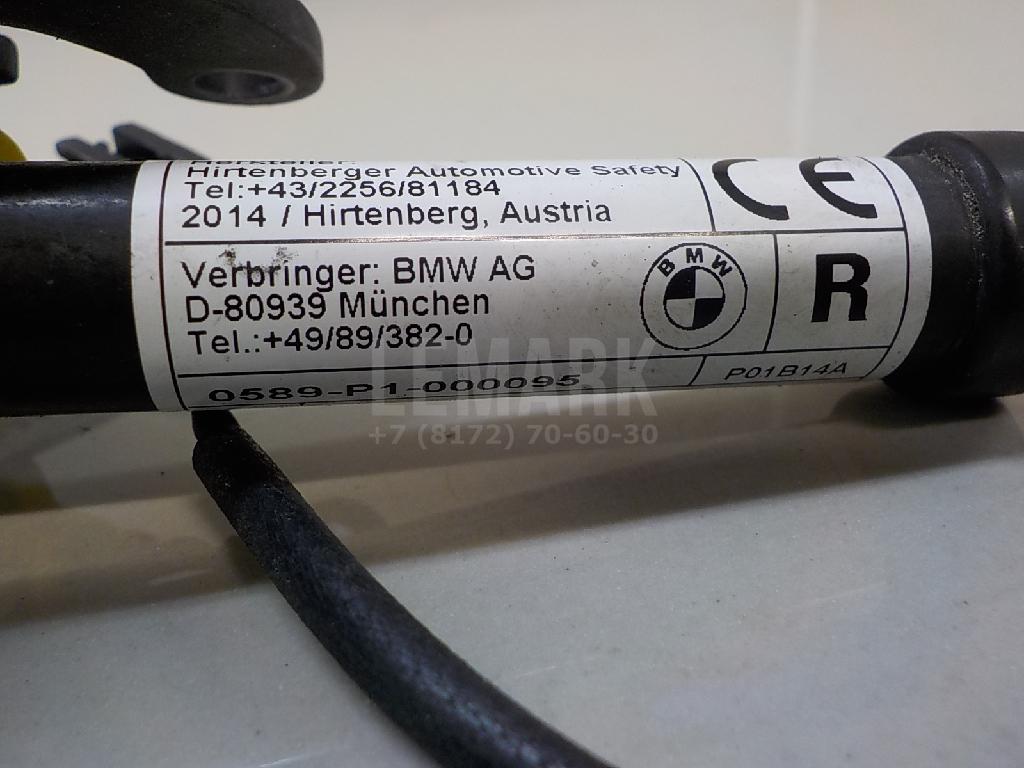 Hersteller:
Hirtenberger Automotive Safety
Tel:+43/2256/81184
2014 / Hirtenberg, Austria
CE
Verbringer: BMW AG
D-80939 München
Tel.:+49/89/382-0
BMW
R
0589-P1-000095
P01B14A
LEMARK
+7 (8172) 70-60-30